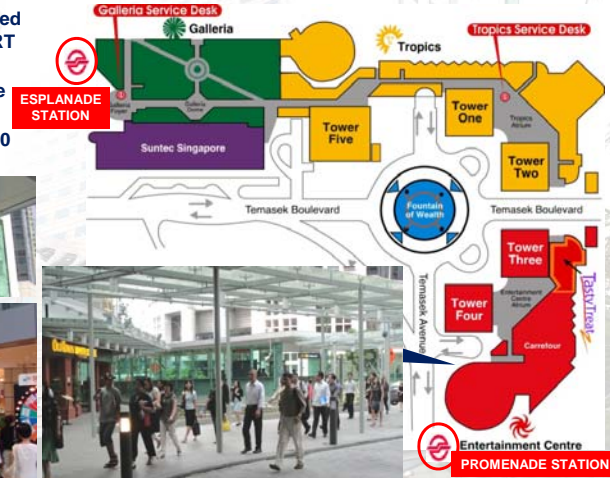 ed
RT
e
0
Galleria Service Desk
Galleria
Tropics
Tropics Service Desk
ESPLANADE
STATION
Galleria
Foyer
Galleria
Dome
Suntec Singapore
Tower
Five
Tower
One
Tropics
Atrium
Tower
Two
Temasek Boulevard
Fountain
of Wealth
Temasek Boulevard
Tower
Three
Entertainment
Centre
Atrium
Tower
Four
Temasek Avenue
TastyTreatz
Carrefour
Entertainment Centre
PROMENADE STATION